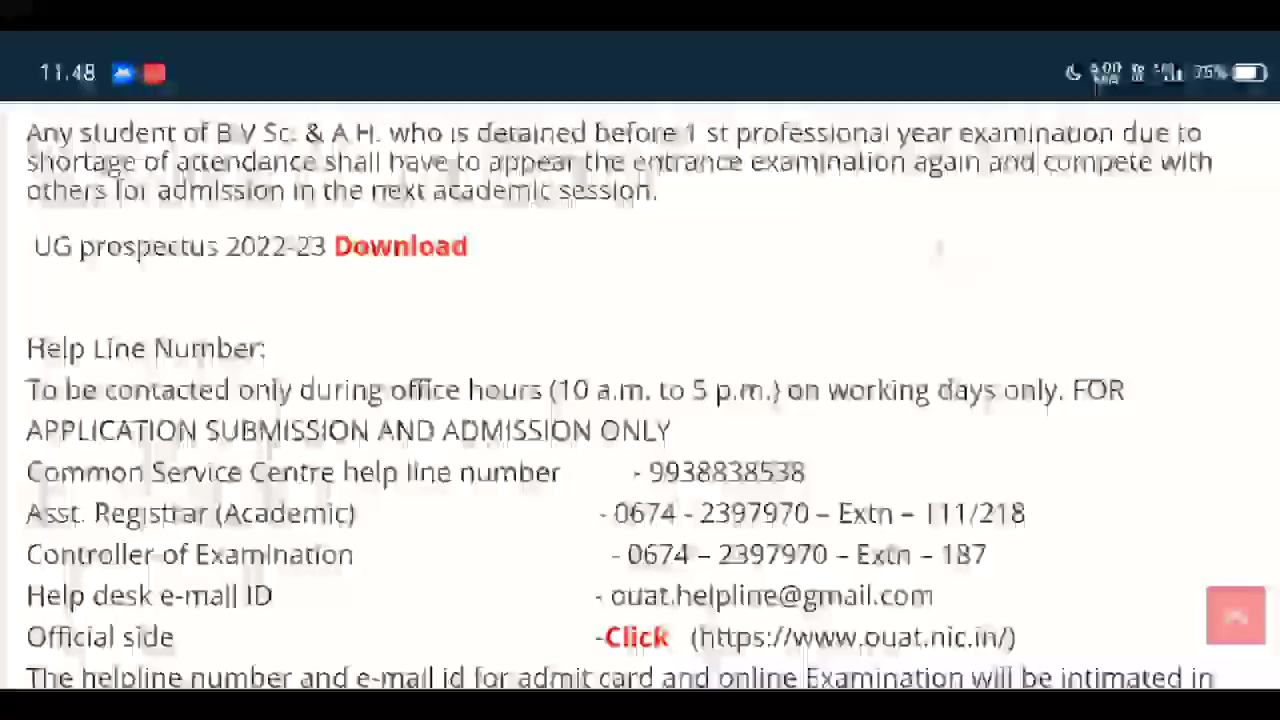 11.48
75%
Any student of B V Sc. & A H. who is detained before 1 st professional year examination due to
shortage of attendance shall have to appear the entrance examination again and compete with
others for admission in the next academic session.
UG prospectus 2022-23 Download
Help Line Number:
To be contacted only during office hours (10 a.m. to 5 p.m.) on working days only. FOR
APPLICATION SUBMISSION AND ADMISSION ONLY
Common Service Centre help line number - 9938838538
Asst. Registrar (Academic) - 0674 - 2397970 – Extn – 111/218
Controller of Examination - 0674 – 2397970 – Extn – 187
Help desk e-mail ID - ouat.helpline@gmail.com
Official side -Click (https://www.ouat.nic.in/)
The helpline number and e-mail id for admit card and online Examination will be intimated in